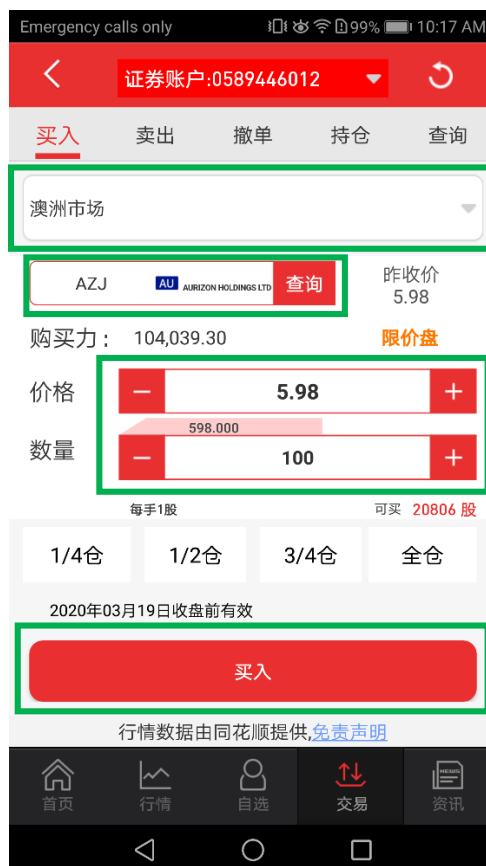 Emergency calls only 99% 10:17 AM
证券账户:0589446012
买入 卖出 撤单 持仓 查询
澳洲市场
AZJ AU AURIZON HOLDINGS LTD 查询 昨收价
5.98
购买力: 104,039.30 限价盘
价格 － 5.98 ＋
598.000
数量 － 100 ＋
每手1股 可买 20806 股
1/4仓 1/2仓 3/4仓 全仓
2020年03月19日收盘前有效
买入
行情数据由同花顺提供,免责声明
NEWS
首页 行情 自选 交易 资讯